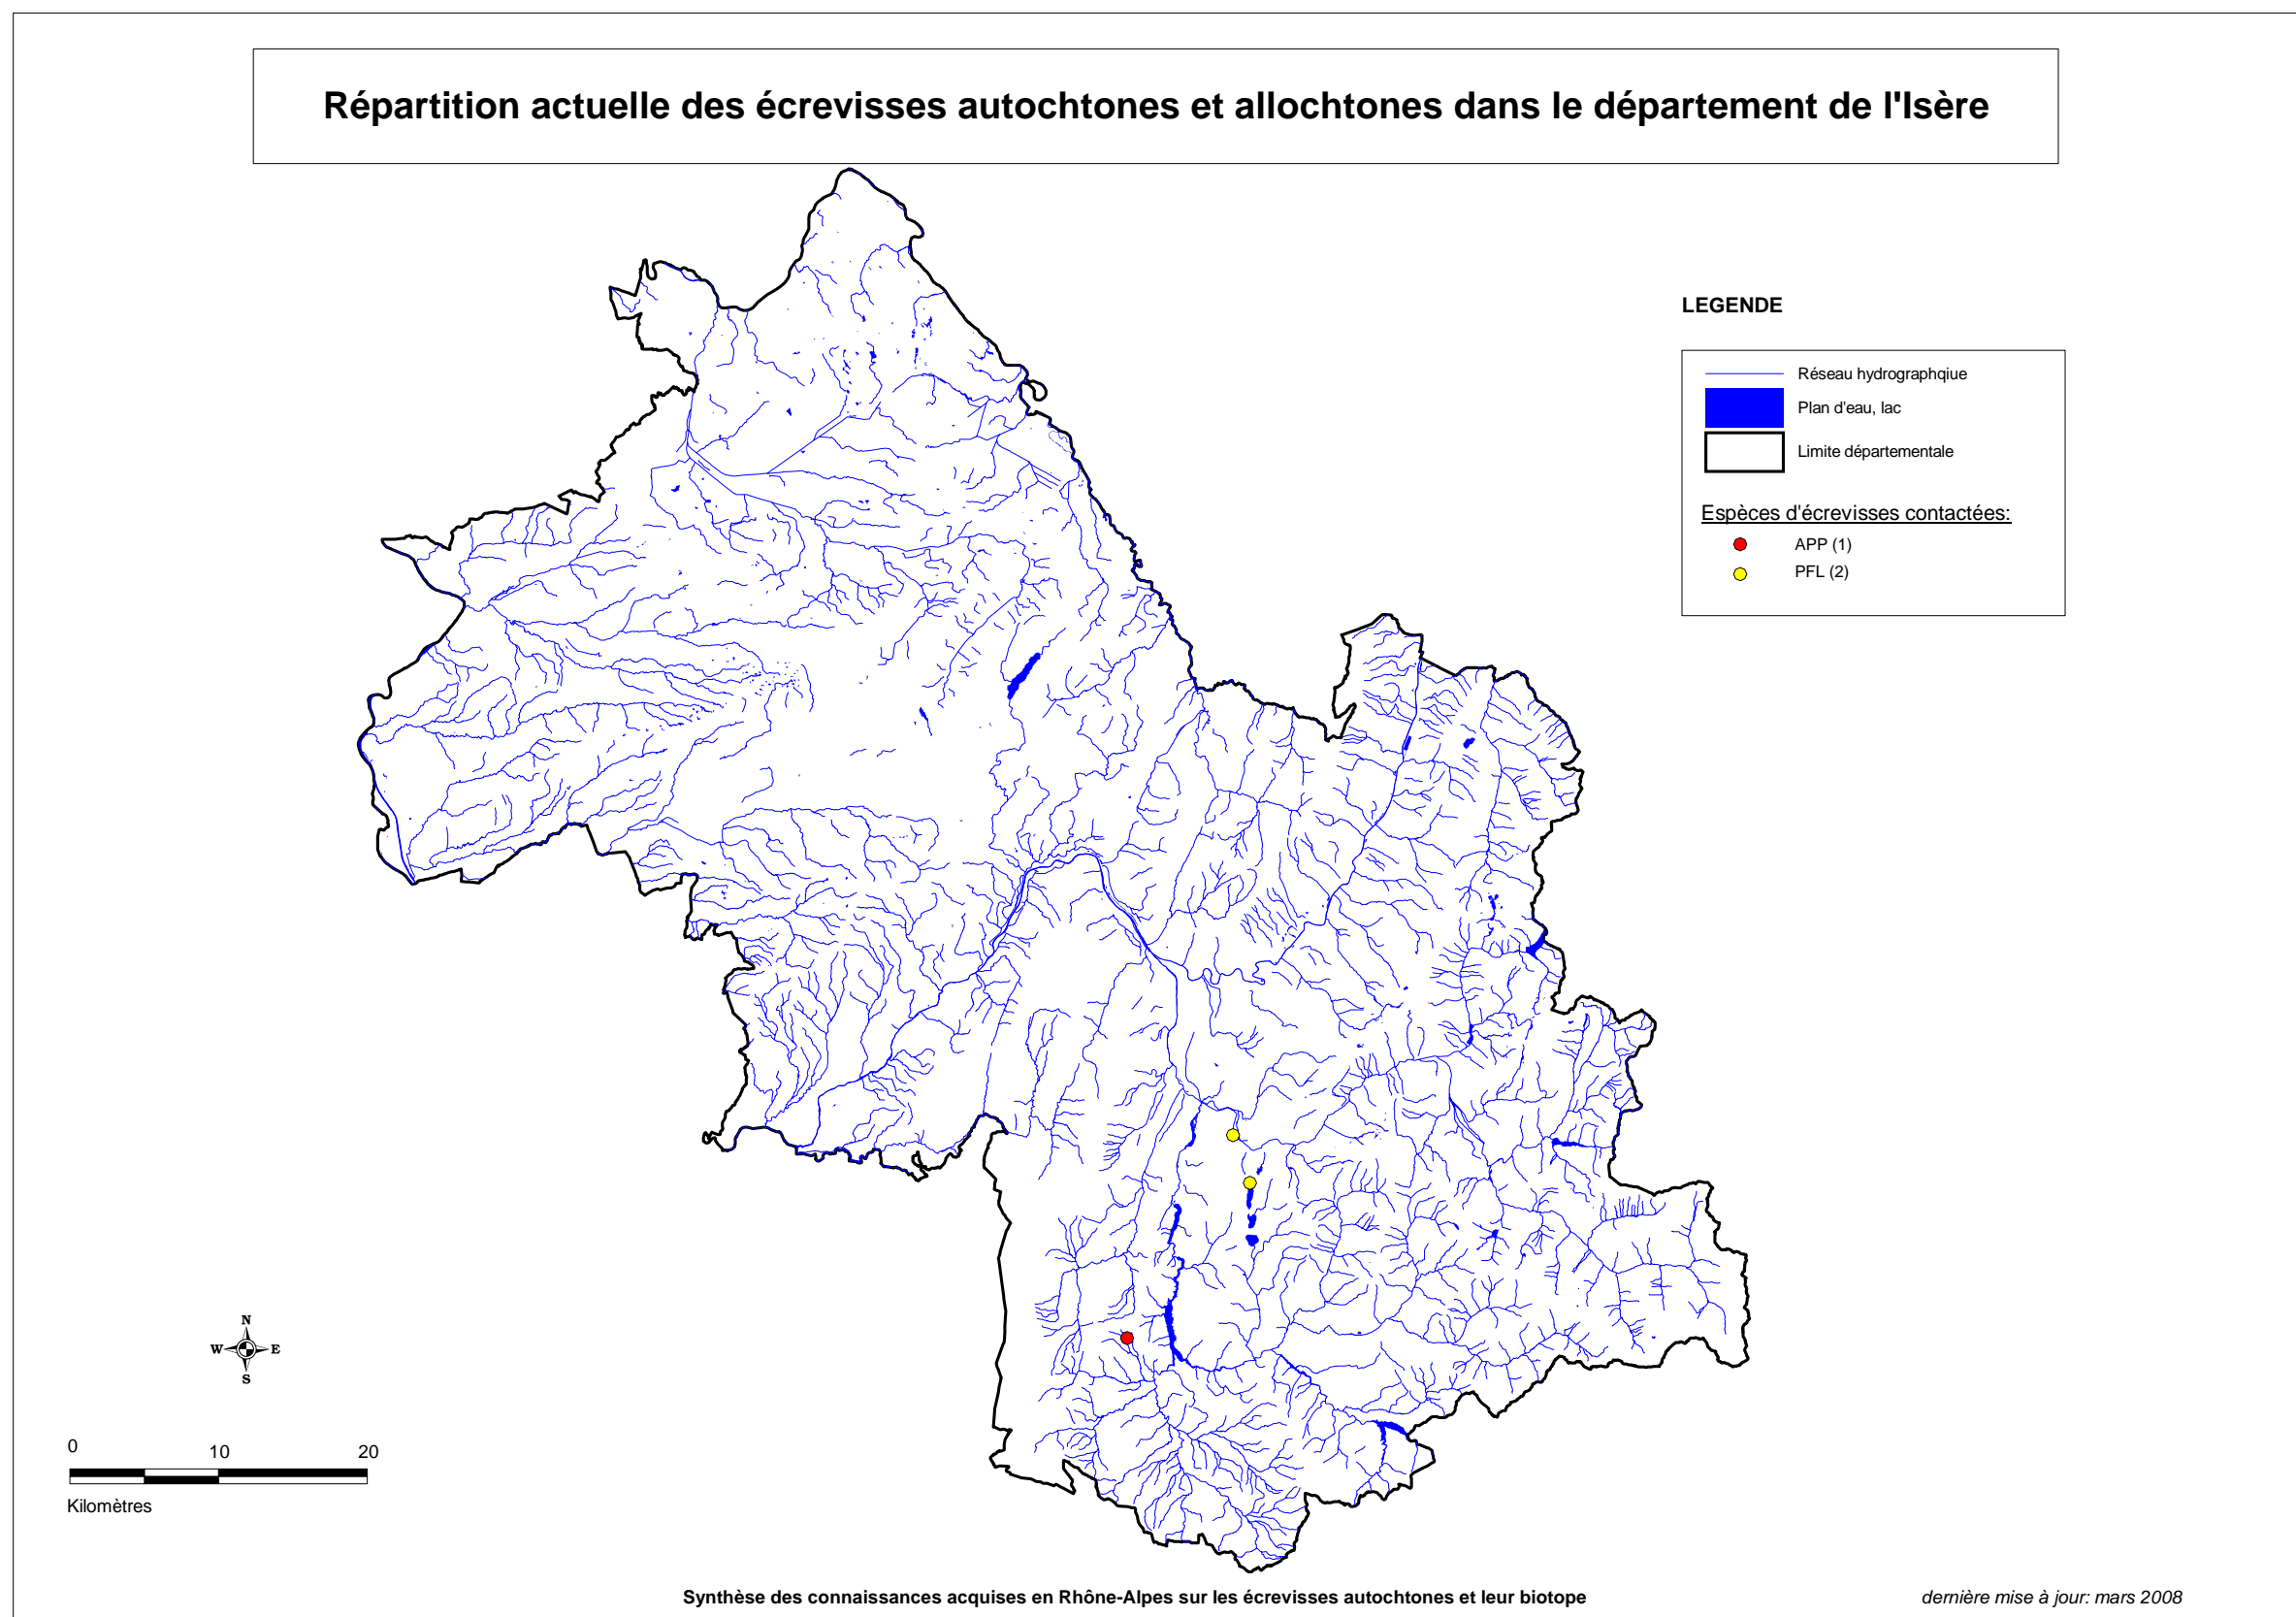 Répartition actuelle des écrevisses autochtones et allochtones dans le département de l'Isère
LEGENDE
Réseau hydrographqiue
Plan d'eau, lac
Limite départementale
Espèces d'écrevisses contactées:
APP (1)
PFL (2)
N
W E
S
0 10 20
Kilomètres
Synthèse des connaissances acquises en Rhône-Alpes sur les écrevisses autochtones et leur biotope
dernière mise à jour: mars 2008